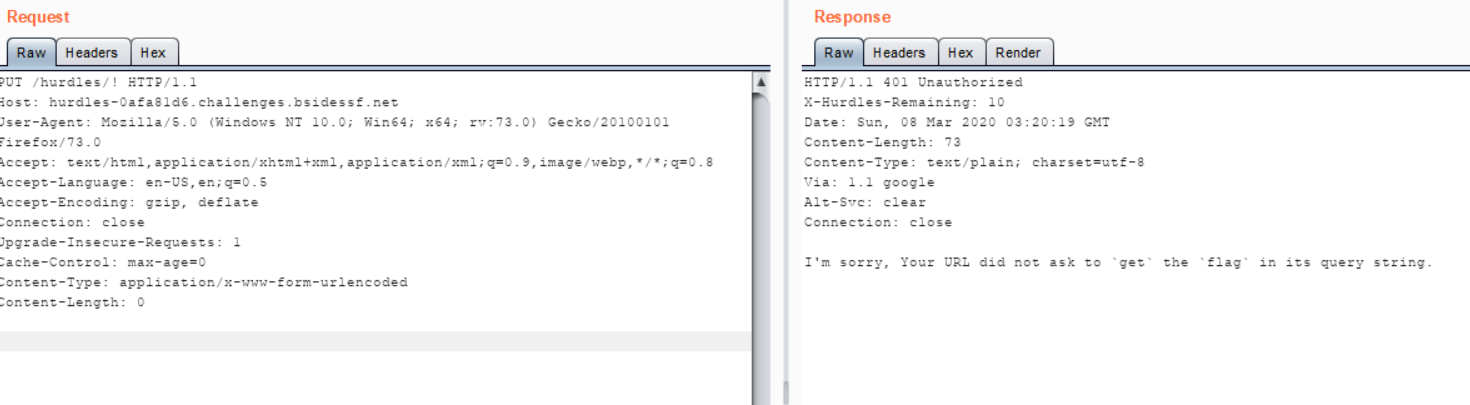 Request
Raw Headers Hex
PUT /hurdles/! HTTP/1.1
Host: hurdles-0afa81d6.challenges.bsidessf.net
User-Agent: Mozilla/5.0 (Windows NT 10.0; Win64; x64; rv:73.0) Gecko/20100101
Firefox/73.0
Accept: text/html,application/xhtml+xml,application/xml;q=0.9,image/webp,*/*;q=0.8
Accept-Language: en-US,en;q=0.5
Accept-Encoding: gzip, deflate
Connection: close
Upgrade-Insecure-Requests: 1
Cache-Control: max-age=0
Content-Type: application/x-www-form-urlencoded
Content-Length: 0
Response
Raw Headers Hex Render
HTTP/1.1 401 Unauthorized
X-Hurdles-Remaining: 10
Date: Sun, 08 Mar 2020 03:20:19 GMT
Content-Length: 73
Content-Type: text/plain; charset=utf-8
Via: 1.1 google
Alt-Svc: clear
Connection: close
I'm sorry, Your URL did not ask to `get` the `flag` in its query string.